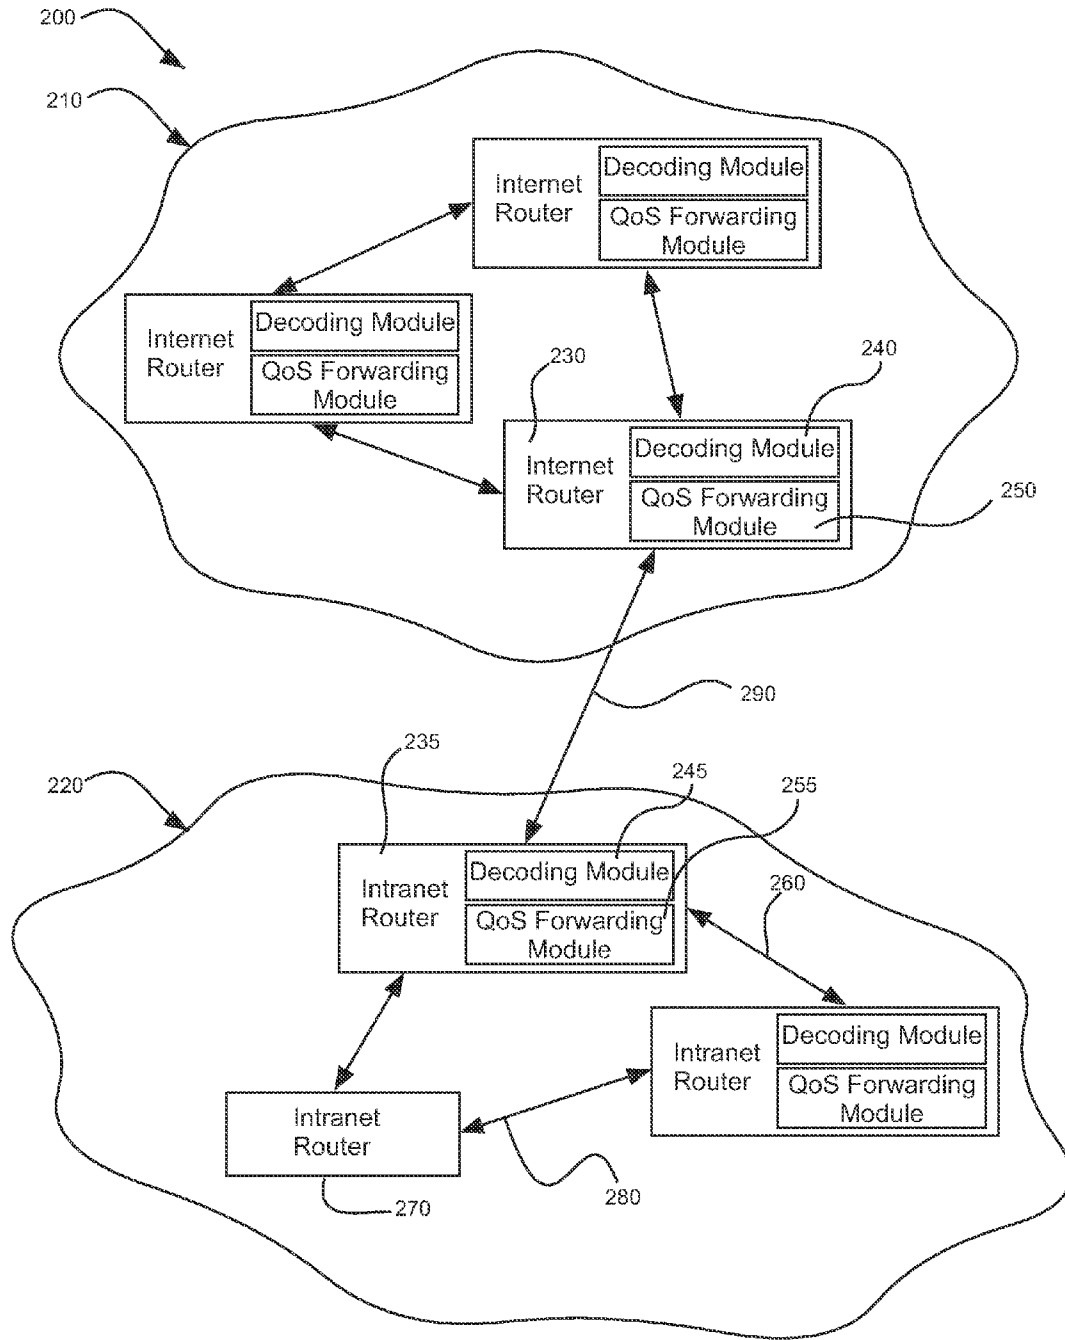 200
210
Internet
Router
Decoding Module
QoS Forwarding
Module
Internet
Router
Decoding Module
QoS Forwarding
Module
230
240
Internet
Router
Decoding Module
QoS Forwarding
Module
250
290
235
220
245
255
Intranet
Router
Decoding Module
QoS Forwarding
Module
260
Intranet
Router
Decoding Module
QoS Forwarding
Module
Intranet
Router
270
280